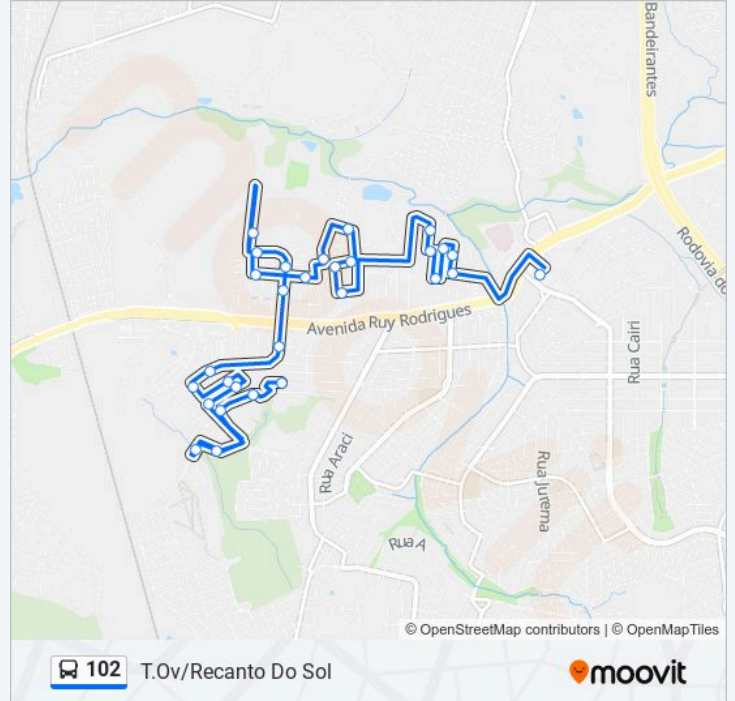 Bandeirantes
Rodovia do
Avenida Ruy Rodrigues
Rua Cairi
Rua Araci
Rua Jurema
Rua A
© OpenStreetMap contributors | © OpenMapTiles
102 T.Ov/Recanto Do Sol
moovit